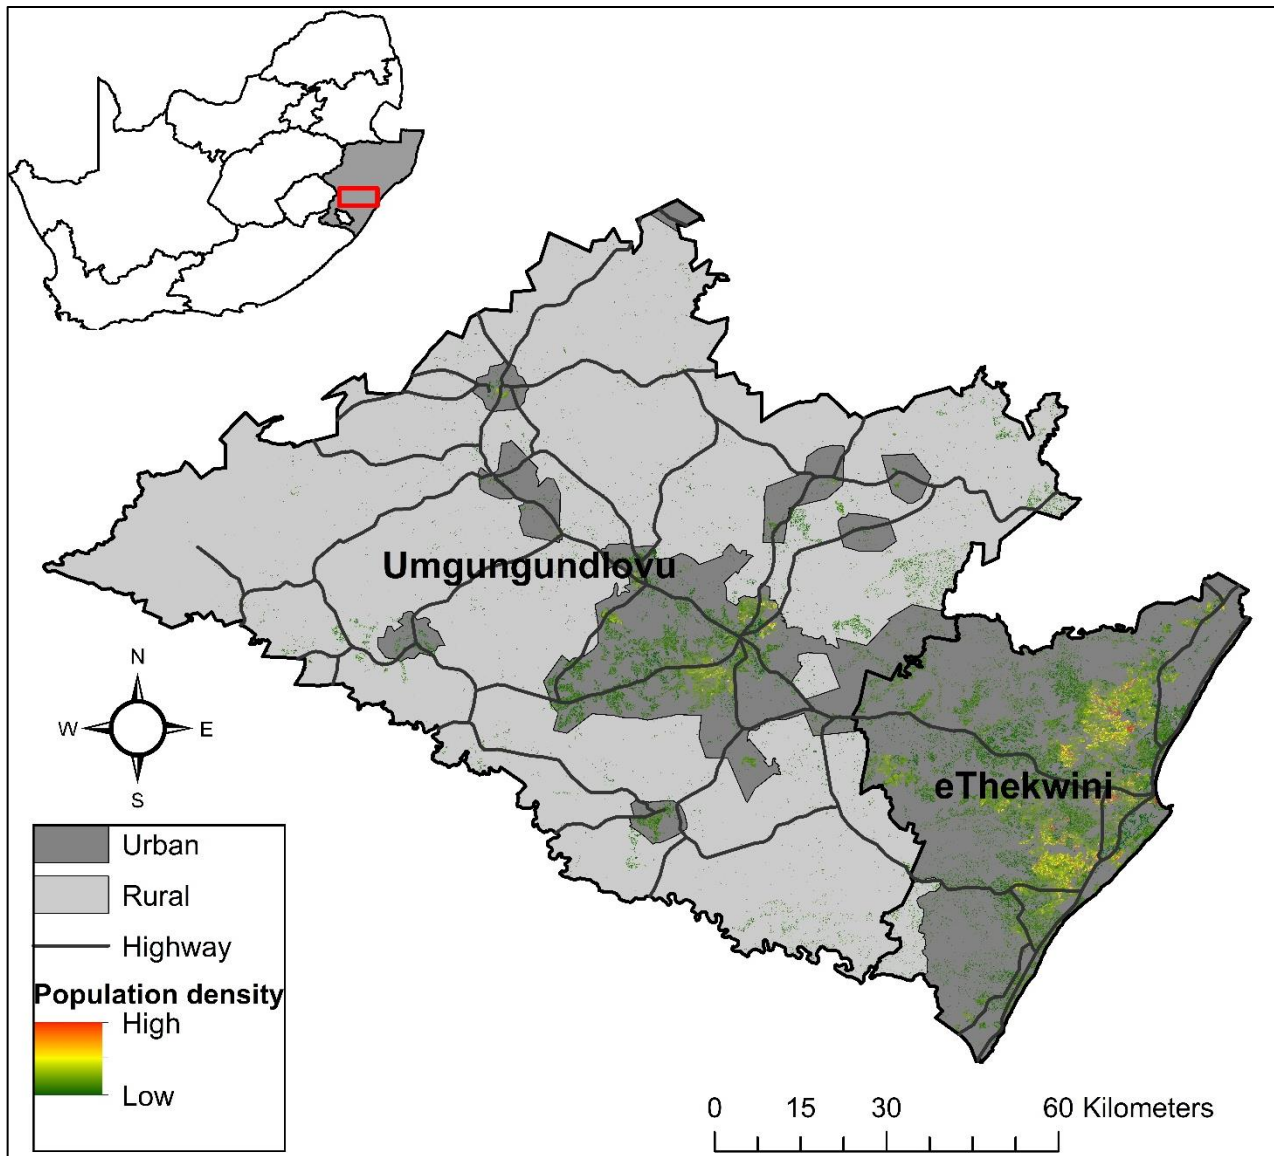 Umgungundlovu
eThekwini
N
W
E
S
Urban
Rural
Highway
Population density
High
Low
0 15 30 60 Kilometers